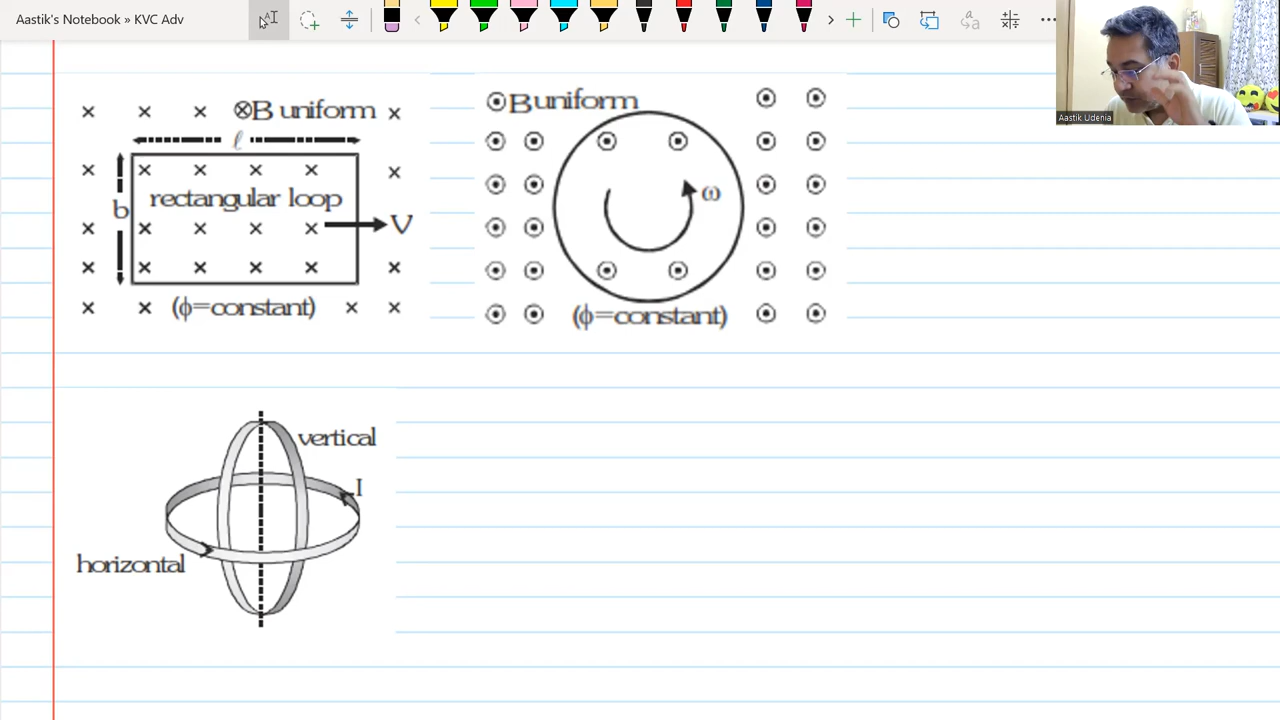 Aastik's Notebook » KVC Adv
Aastik Udenia
⊗B uniform
ℓ
b
rectangular loop
V
(ϕ=constant)
⊙B uniform
ω
(ϕ=constant)
vertical
I
horizontal